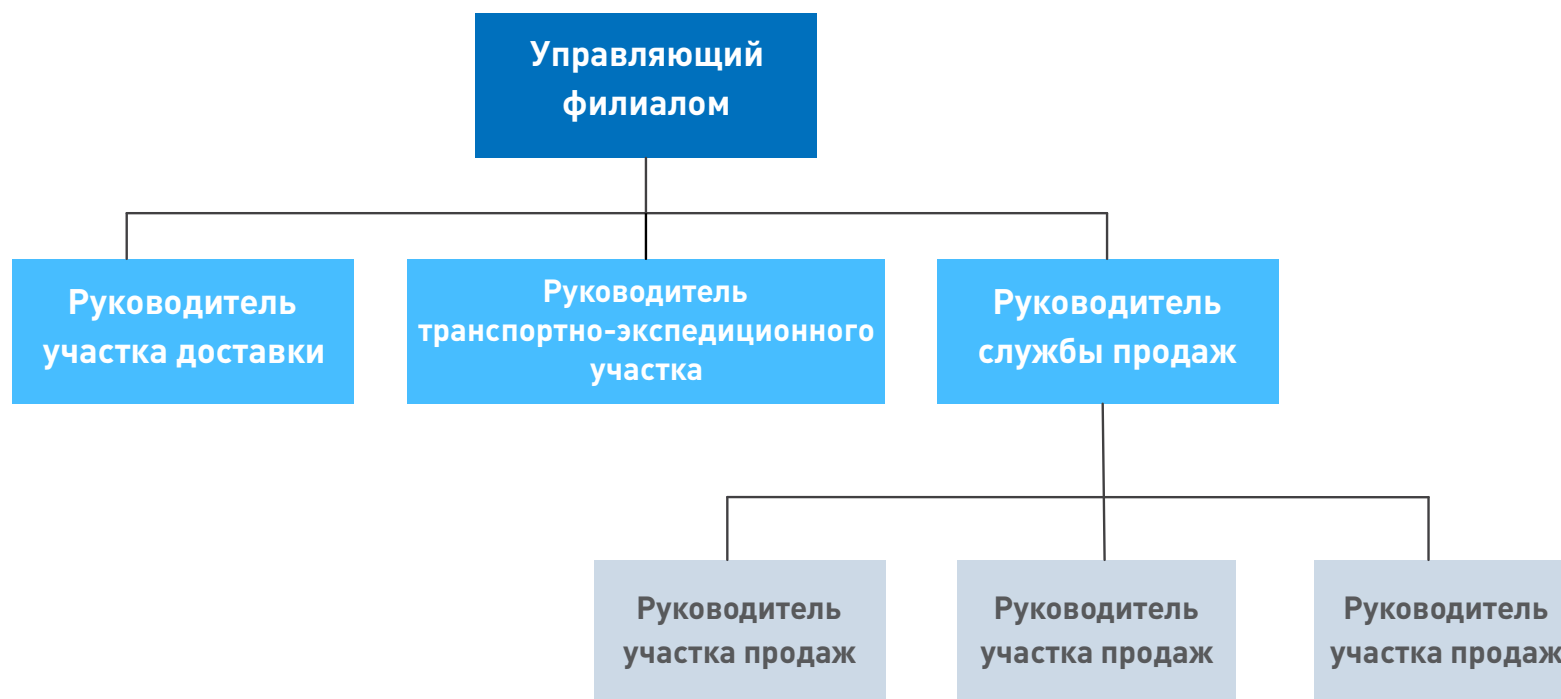 Управляющий
филиалом
Руководитель
участка доставки
Руководитель
транспортно-экспедиционного
участка
Руководитель
службы продаж
Руководитель
участка продаж
Руководитель
участка продаж
Руководитель
участка продаж